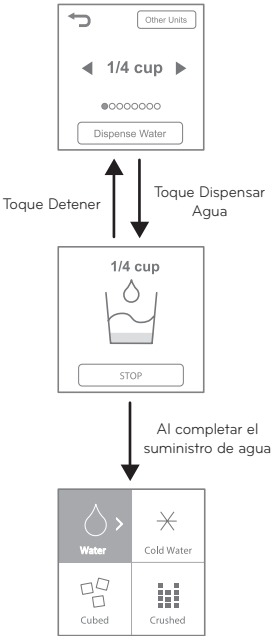 Other Units
1/4 cup
Dispense Water
Toque Detener
Toque Dispensar
Agua
1/4 cup
STOP
Al completar el
suministro de agua
Water
Cold Water
Cubed
Crushed